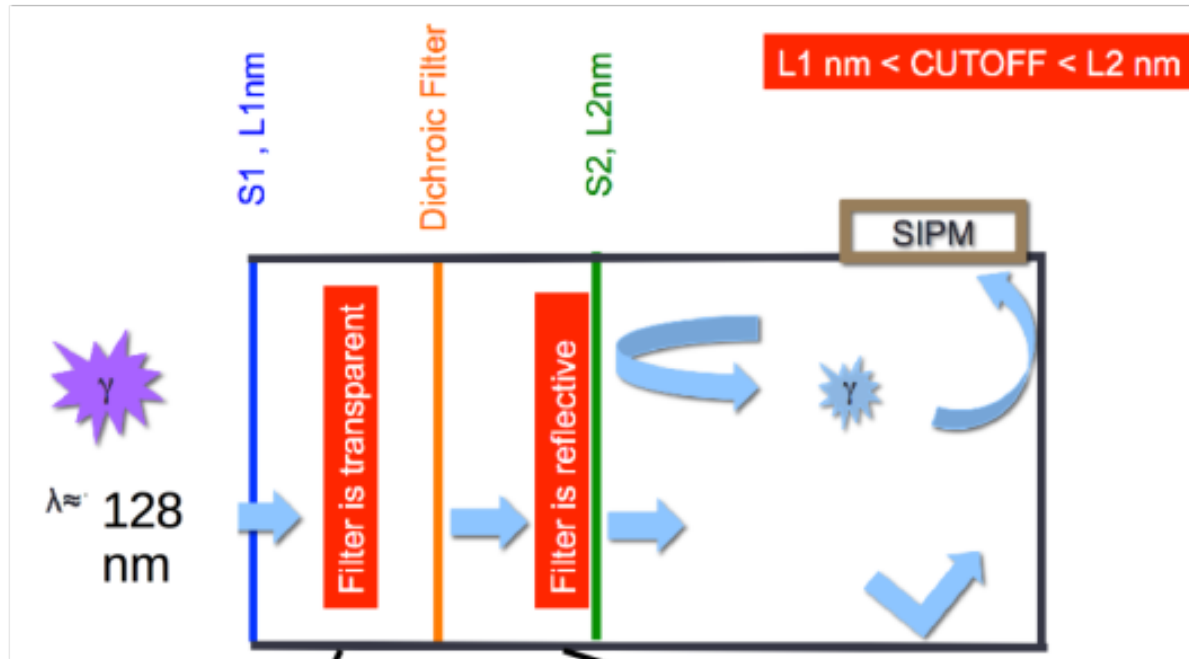 S1 , L1nm
Dichroic Filter
S2, L2nm
L1 nm < CUTOFF < L2 nm
SIPM
Filter is transparent
Filter is reflective
γ
γ
λ≈ 128
nm